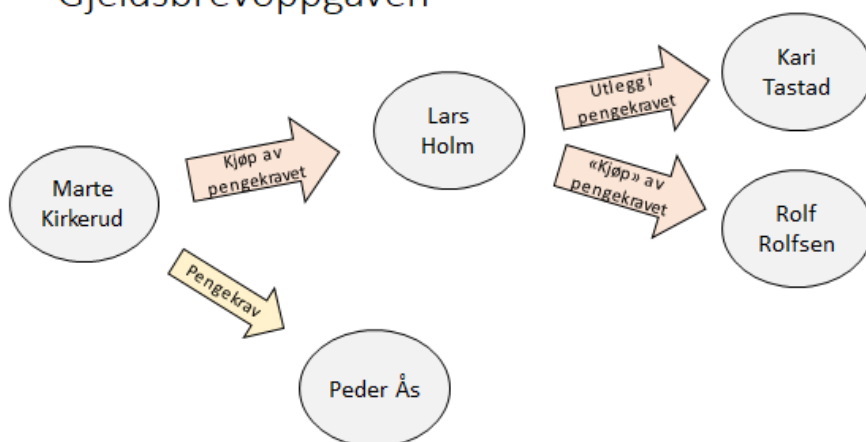 Gjeldsbrevoppgaven
Kari
Tastad
Utlegg i
pengekravet
Lars
Holm
Kjøp av
pengekravet
«Kjøp» av
pengekravet
Marte
Kirkerud
Rolf
Rolfsen
Pengekrav
Peder Ås